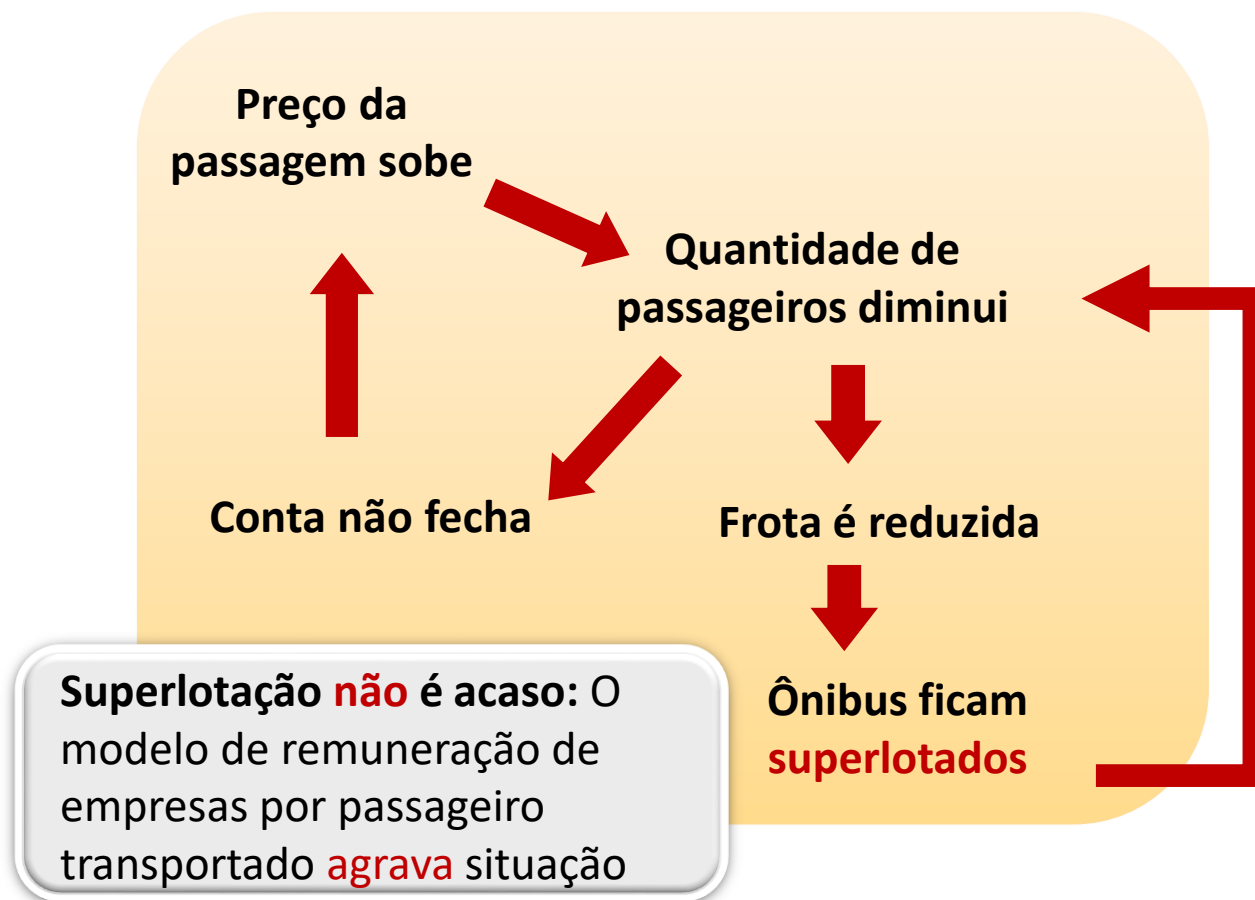 Preço da
passagem sobe
Quantidade de
passageiros diminui
Conta não fecha
Frota é reduzida
Ônibus ficam
superlotados
Superlotação não é acaso: O
modelo de remuneração de
empresas por passageiro
transportado agrava situação